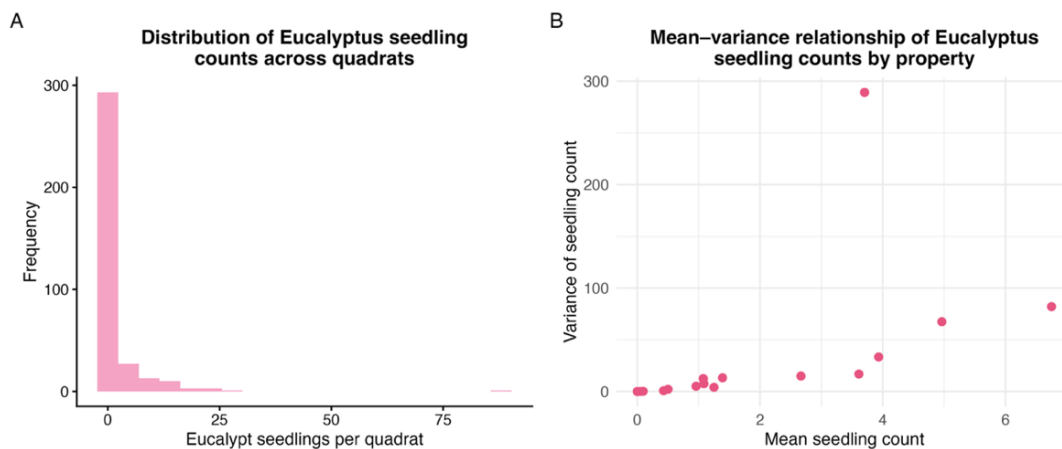 A
Distribution of Eucalyptus seedling
counts across quadrats
300
200
100
0
Frequency
0 25 50 75
Eucalypt seedlings per quadrat
B
Mean–variance relationship of Eucalyptus
seedling counts by property
300
200
100
0
Variance of seedling count
0 2 4 6
Mean seedling count